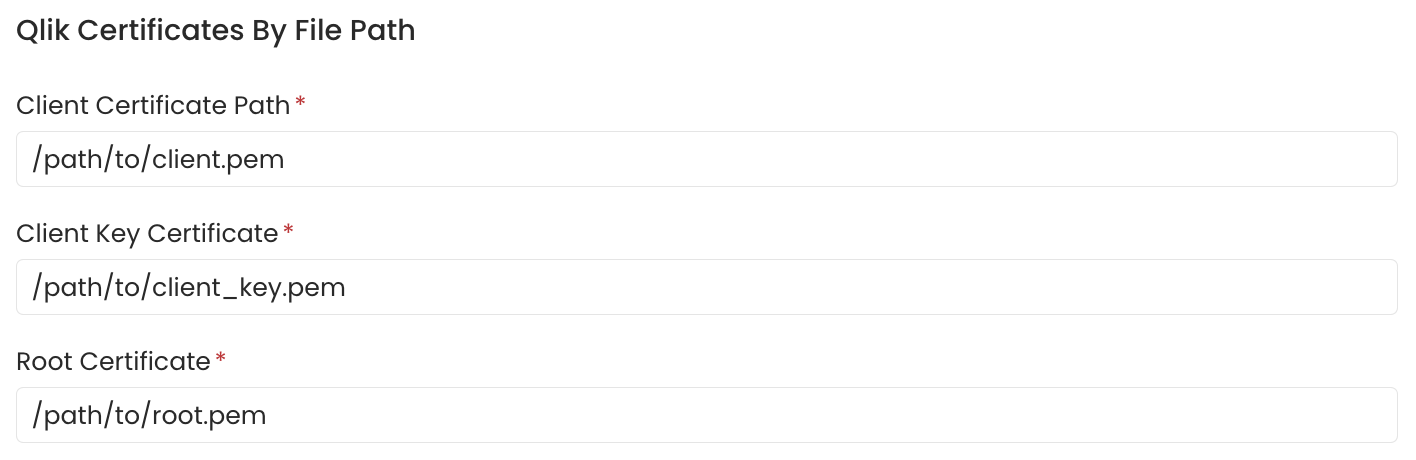 Qlik Certificates By File Path
Client Certificate Path *
/path/to/client.pem
Client Key Certificate *
/path/to/client_key.pem
Root Certificate *
/path/to/root.pem